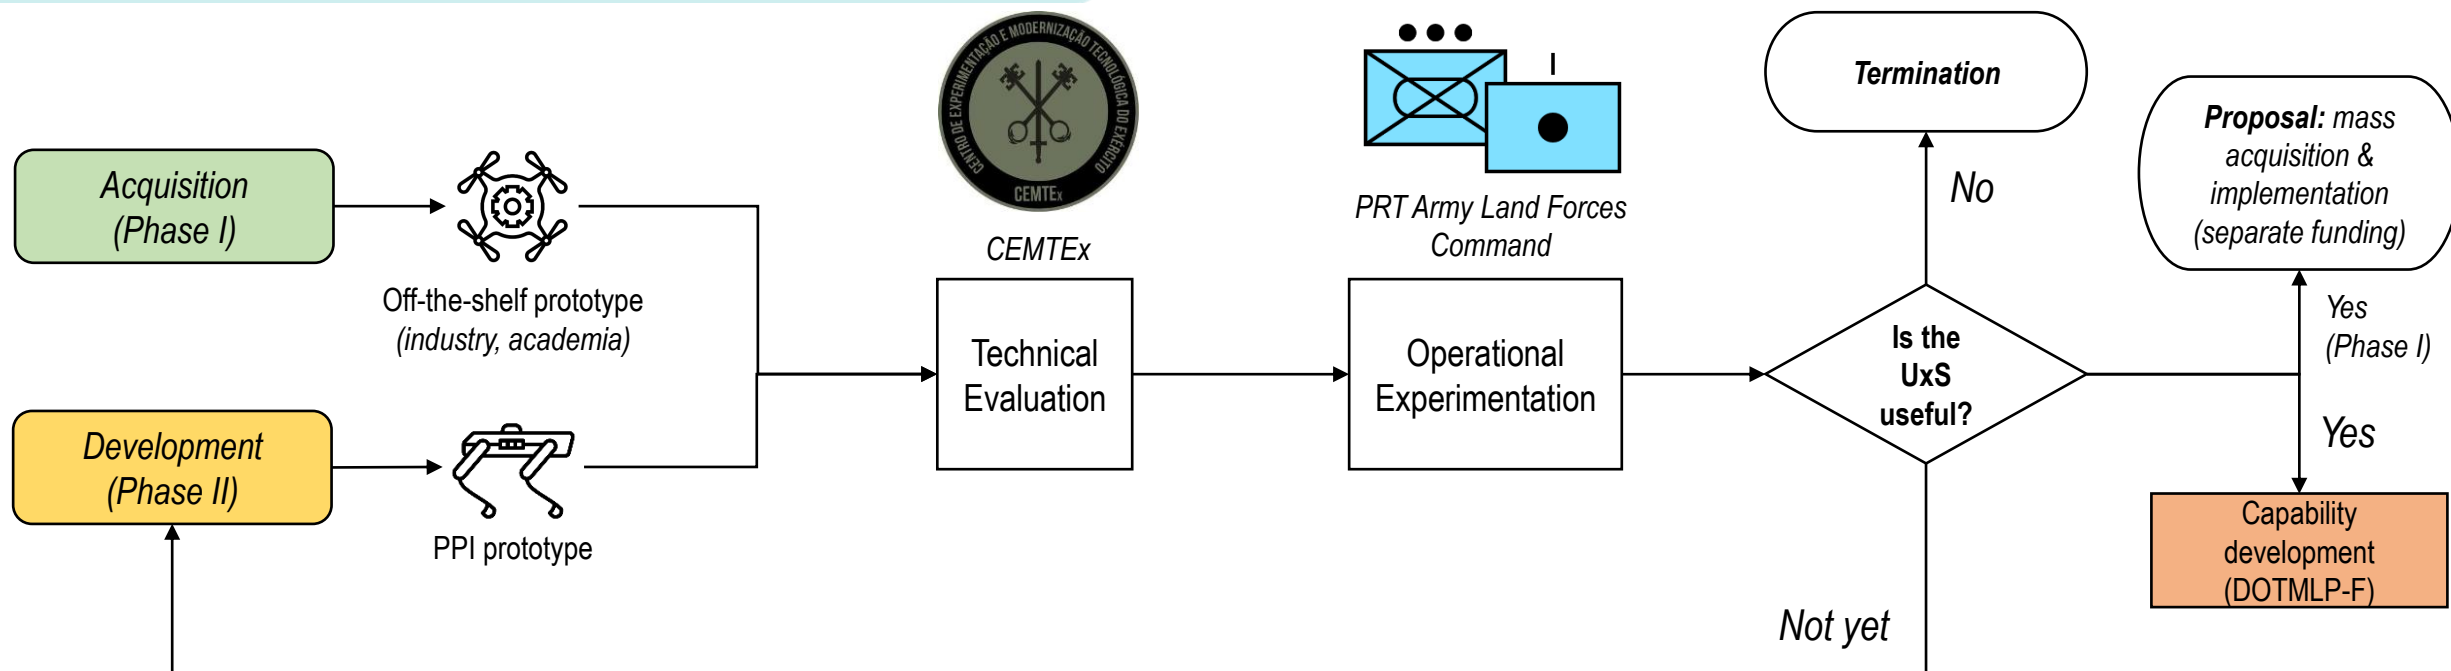 Acquisition
(Phase I)
Off-the-shelf prototype
(industry, academia)
Development
(Phase II)
PPI prototype
CENTRO DE EXPERIMENTAÇÃO E MODERNIZAÇÃO TECNOLÓGICA DO EXÉRCITO
CEMTEx
CEMTEx
Technical
Evaluation
PRT Army Land Forces
Command
Operational
Experimentation
Termination
No
Is the
UxS
useful?
Not yet
Proposal: mass
acquisition &
implementation
(separate funding)
Yes
(Phase I)
Yes
Capability
development
(DOTMLP-F)